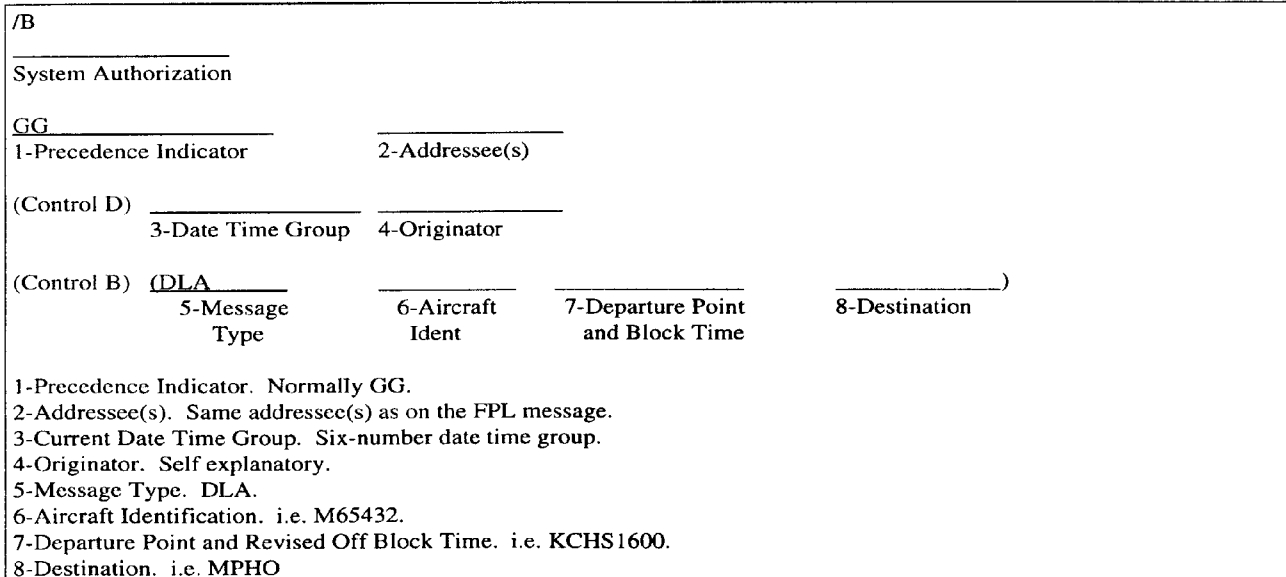 /B
System Authorization
GG
1-Precedence Indicator 2-Addressee(s)
(Control D)
3-Date Time Group 4-Originator
(Control B) (DLA )
5-Message 6-Aircraft 7-Departure Point 8-Destination
Type Ident and Block Time
1-Precedence Indicator. Normally GG.
2-Addressee(s). Same addressee(s) as on the FPL message.
3-Current Date Time Group. Six-number date time group.
4-Originator. Self explanatory.
5-Message Type. DLA.
6-Aircraft Identification. i.e. M65432.
7-Departure Point and Revised Off Block Time. i.e. KCHS1600.
8-Destination. i.e. MPHO